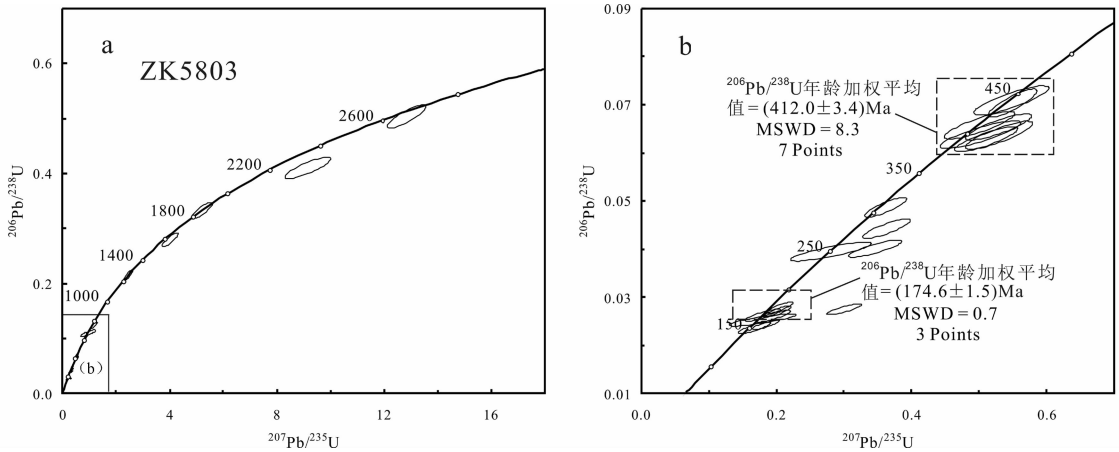 a
ZK5803
0.6
0.4
0.2
0.0
²⁰⁶Pb/²³⁸U
2600
2200
1800
1400
1000
(b)
0
4
8
12
16
²⁰⁷Pb/²³⁵U
b
0.09
0.07
0.05
0.03
0.01
²⁰⁶Pb/²³⁸U
²⁰⁶Pb/²³⁸U年龄加权平均
值=(412.0±3.4)Ma
MSWD=8.3
7 Points
450
350
250
150
²⁰⁶Pb/²³⁸U年龄加权平均
值=(174.6±1.5)Ma
MSWD=0.7
3 Points
0.0
0.2
0.4
0.6
²⁰⁷Pb/²³⁵U